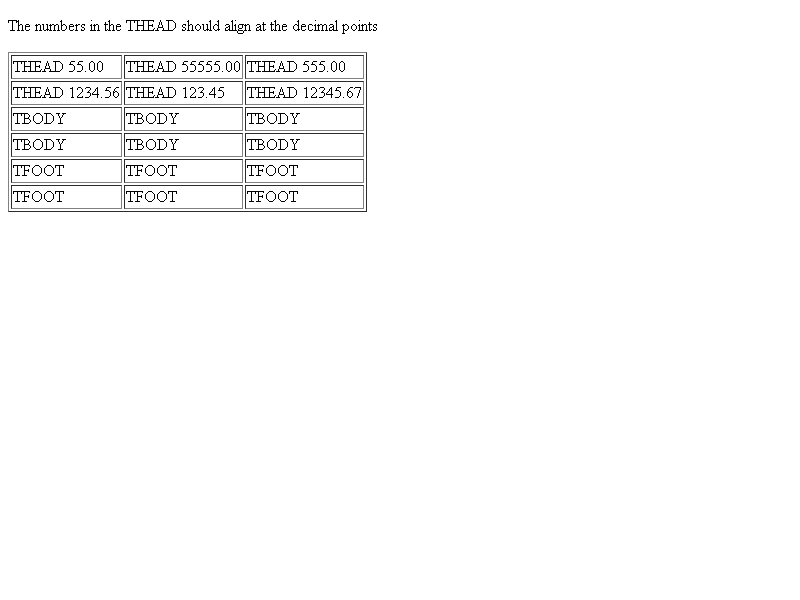 The numbers in the THEAD should align at the decimal points
THEAD 55.00 THEAD 55555.00 THEAD 555.00
THEAD 1234.56 THEAD 123.45 THEAD 12345.67
TBODY TBODY TBODY
TBODY TBODY TBODY
TFOOT TFOOT TFOOT
TFOOT TFOOT TFOOT